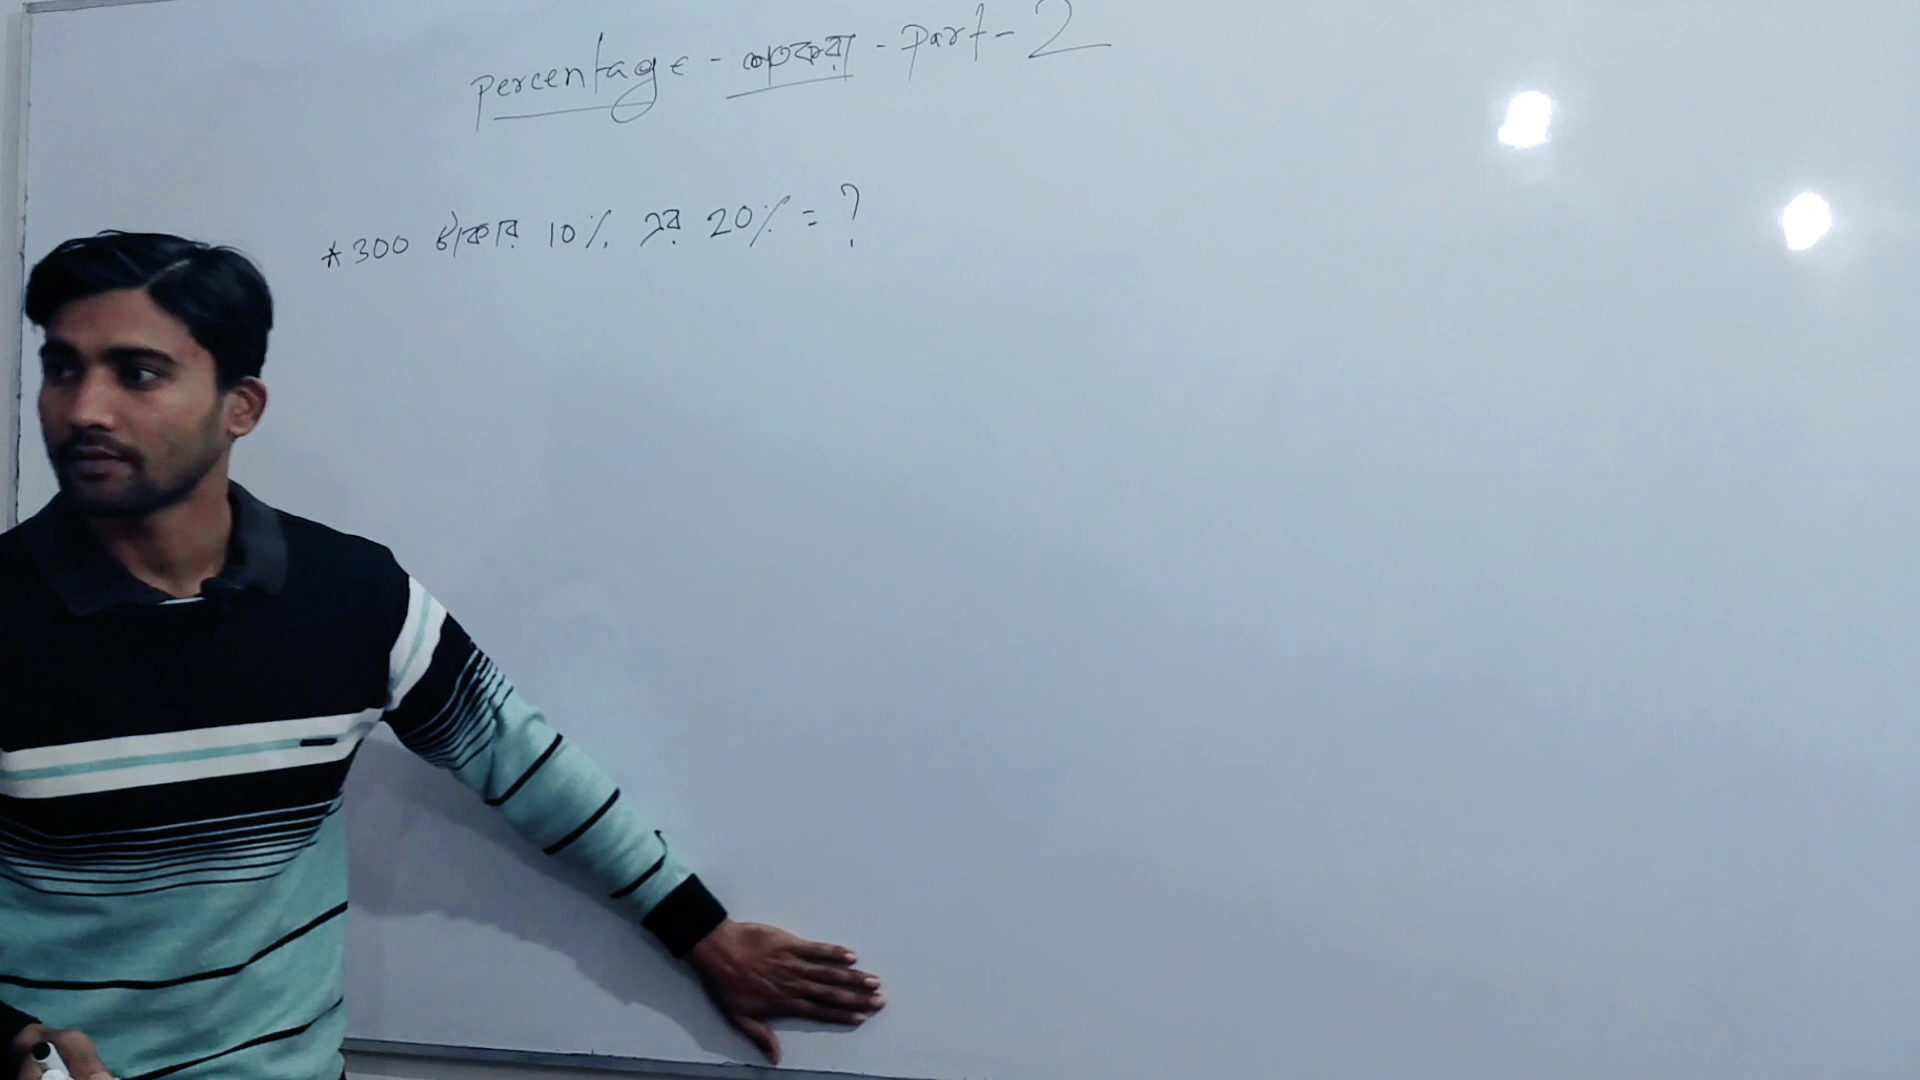 percentage - শতকরা - Part - 2
* 300 টাকার 10% এর 20% = ?